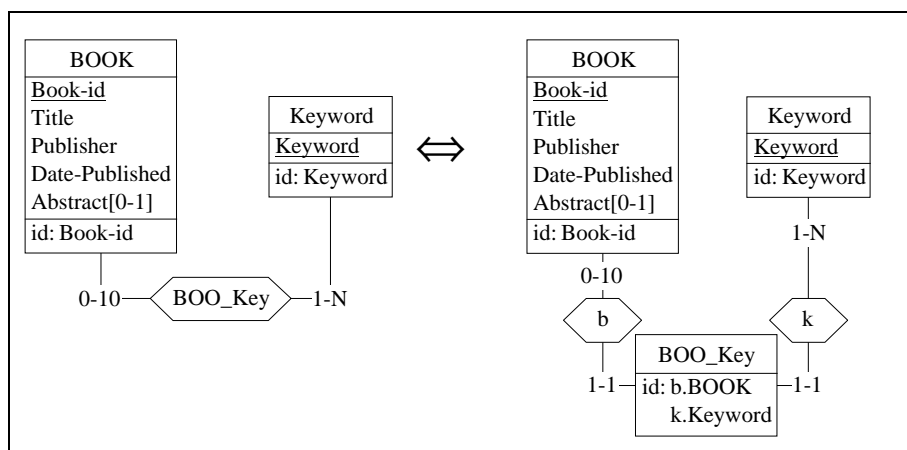 BOOK
Book-id
Title
Publisher
Date-Published
Abstract[0-1]
id: Book-id
Keyword
Keyword
id: Keyword
0-10
BOO_Key
1-N
⇔
BOOK
Book-id
Title
Publisher
Date-Published
Abstract[0-1]
id: Book-id
Keyword
Keyword
id: Keyword
0-10
1-N
b
k
BOO_Key
1-1
id: b.BOOK
1-1
k.Keyword